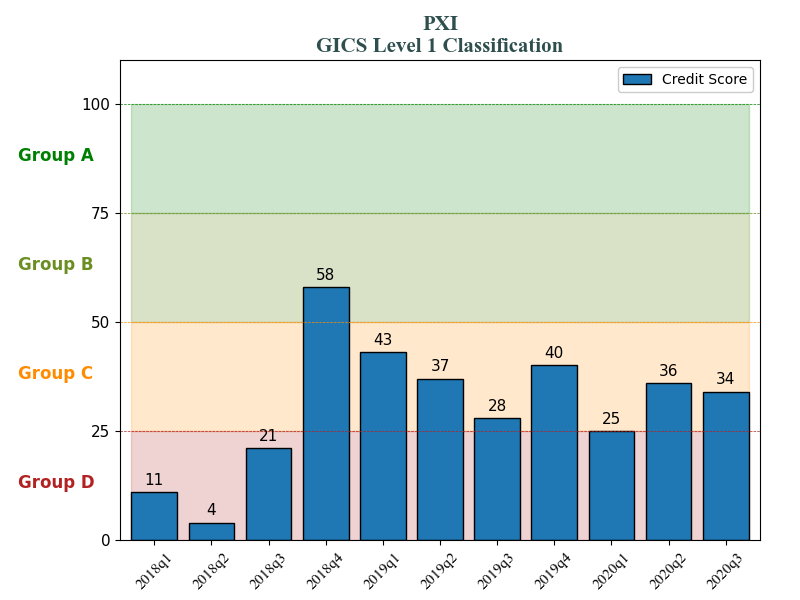 PXI
GICS Level 1 Classification
Credit Score
100
Group A
75
Group B
58
50
43
40
Group C
37
36
34
28
25
25
21
Group D
11
4
0
2018q1 2018q2 2018q3 2018q4 2019q1 2019q2 2019q3 2019q4 2020q1 2020q2 2020q3